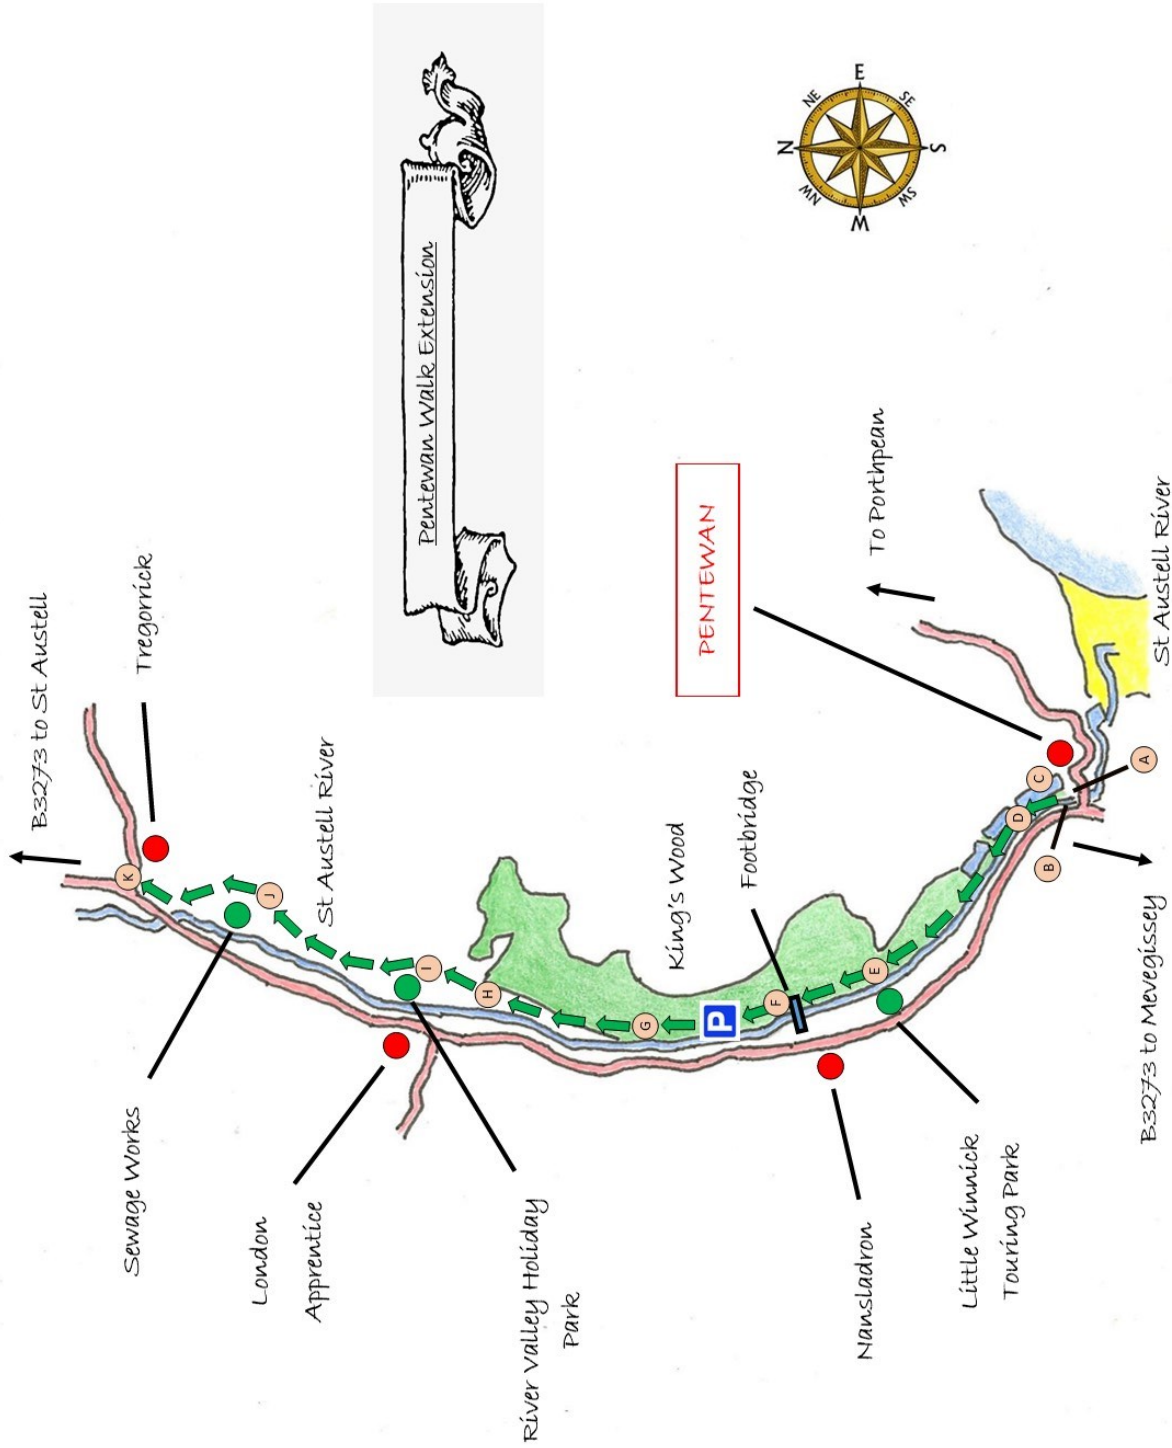 Pentewan Walk Extension
B3273 to St Austell
Tregorrick
St Austell River
King's Wood
Footbridge
PENTEWAN
To Porthpean
St Austell River
Sewage Works
London
Apprentice
River Valley Holiday
Park
Nansladron
Little Winnick
Touring Park
B3273 to Mevegissey
K
J
I
H
G
P
F
E
D
C
B
A
N
NE
E
SE
S
SW
W
NW